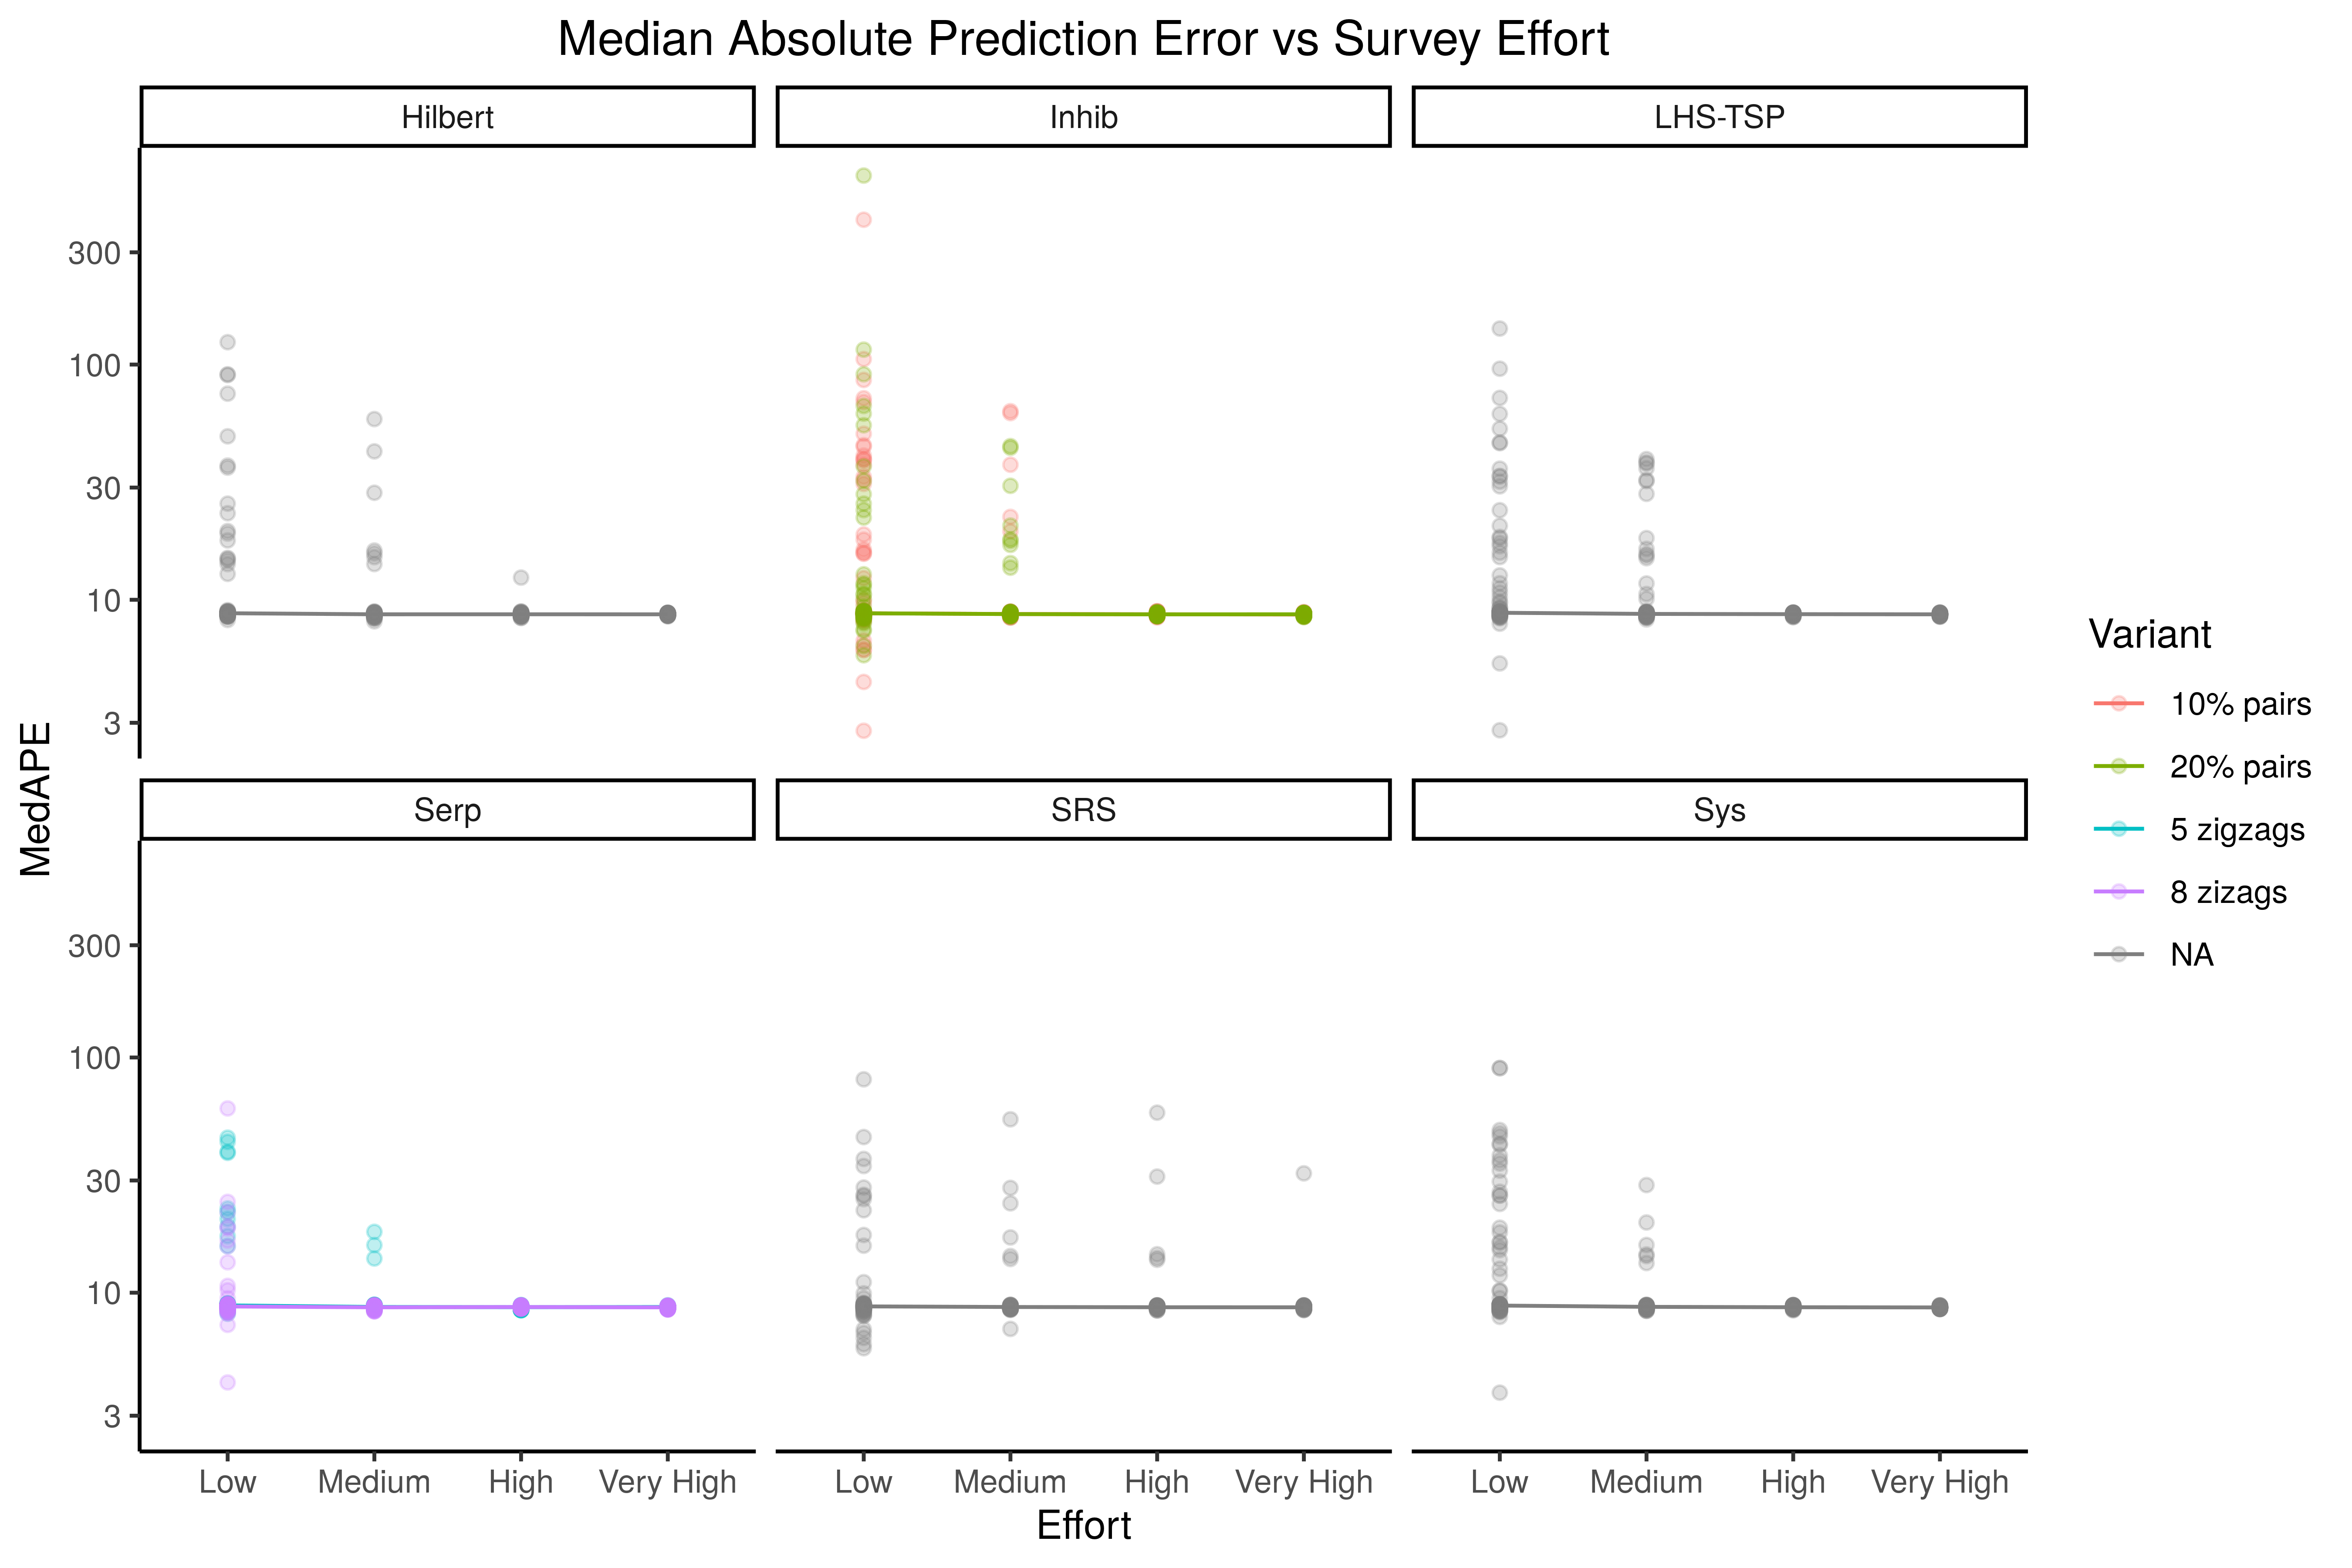 Median Absolute Prediction Error vs Survey Effort
Hilbert
Inhib
LHS-TSP
300
100
30
10
3
Serp
SRS
Sys
300
100
30
10
3
MedAPE
Low Medium High Very High
Low Medium High Very High
Low Medium High Very High
Effort
Variant
10% pairs
20% pairs
5 zigzags
8 zizags
NA